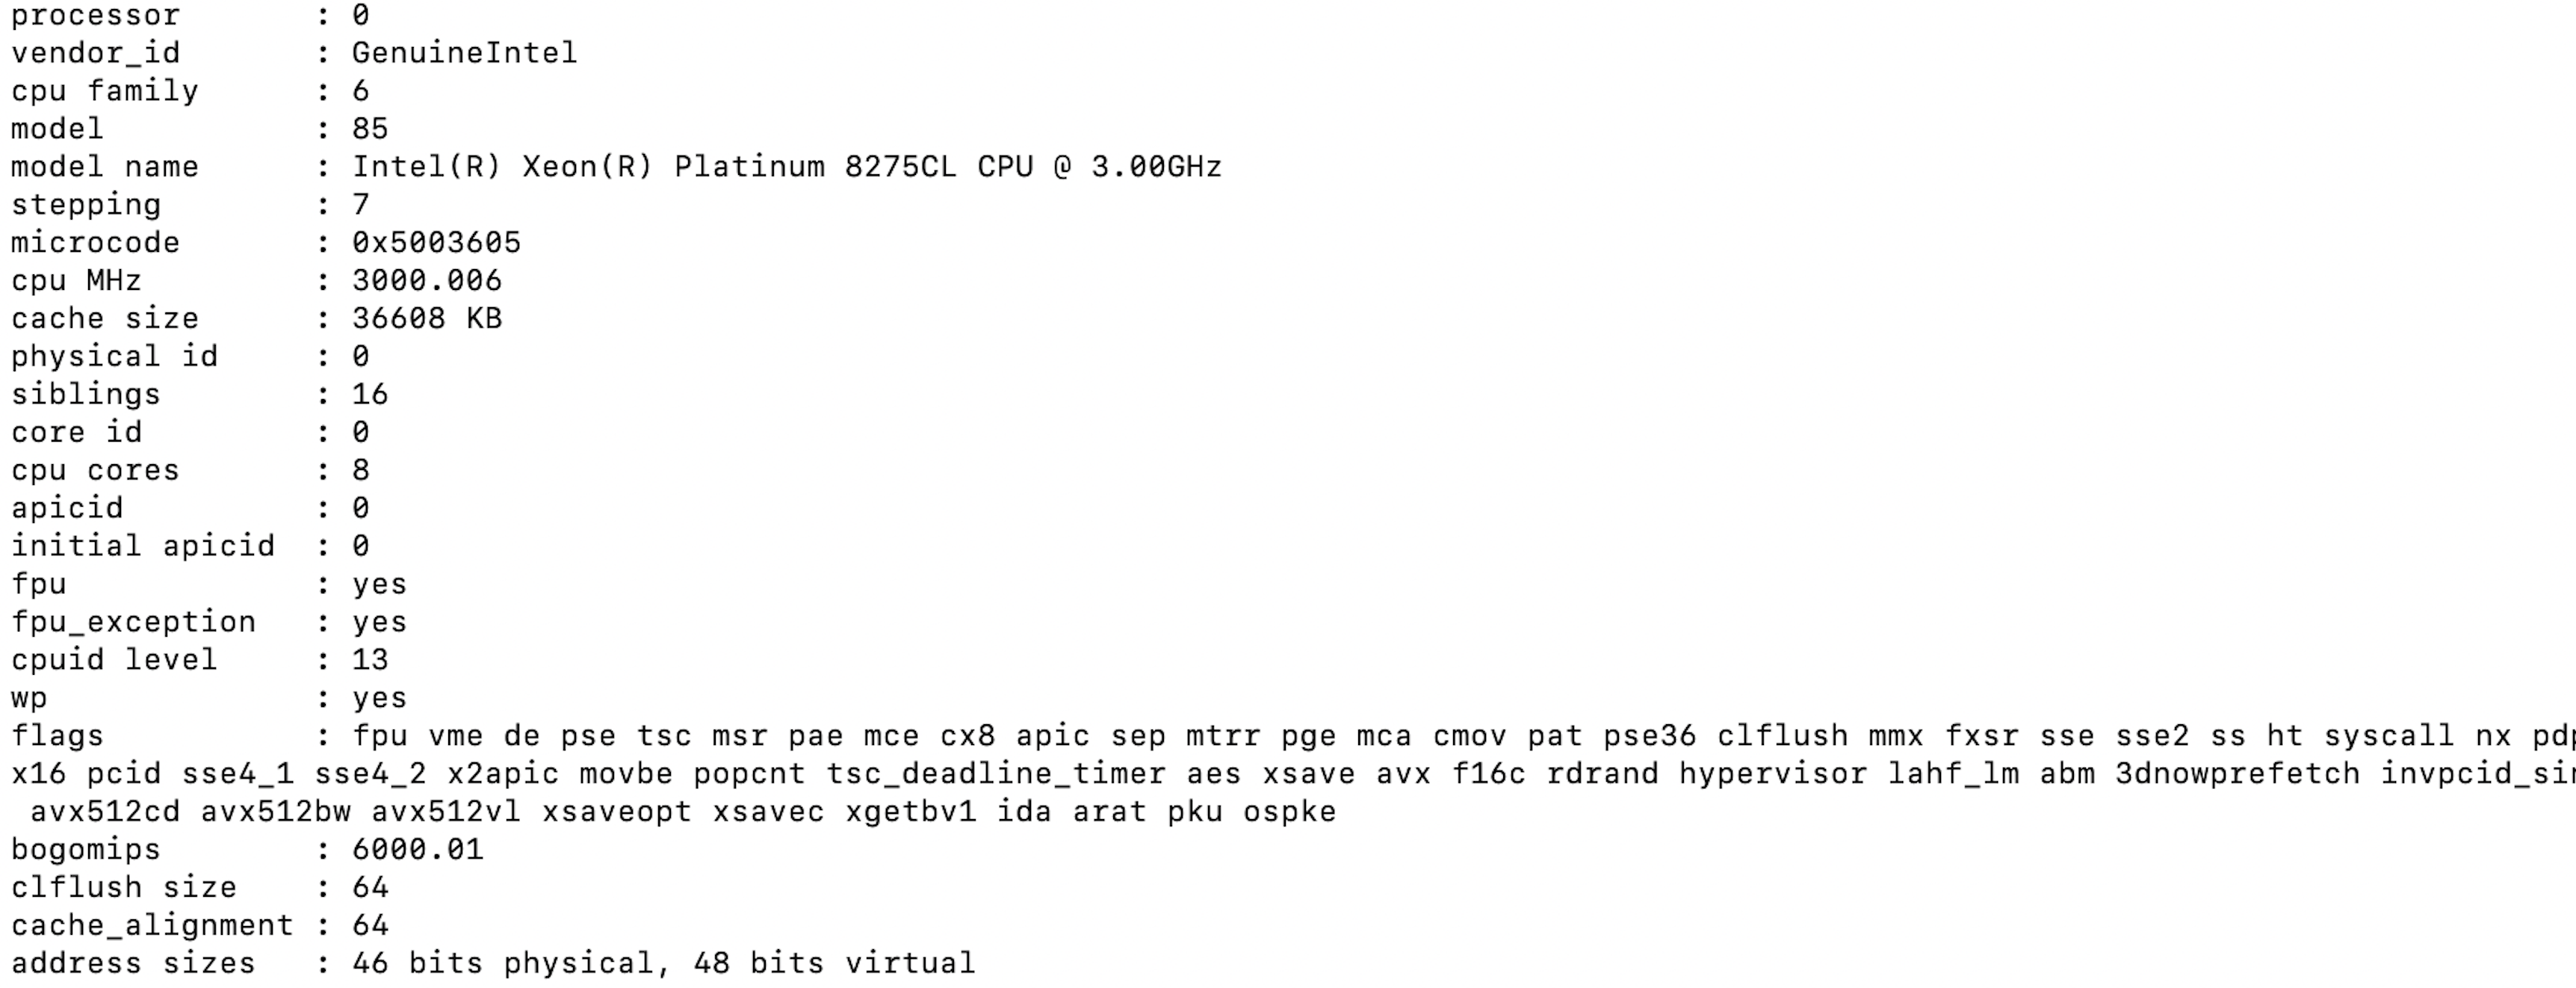 processor : 0
vendor_id : GenuineIntel
cpu family : 6
model : 85
model name : Intel(R) Xeon(R) Platinum 8275CL CPU @ 3.00GHz
stepping : 7
microcode : 0x5003605
cpu MHz : 3000.006
cache size : 36608 KB
physical id : 0
siblings : 16
core id : 0
cpu cores : 8
apicid : 0
initial apicid : 0
fpu : yes
fpu_exception : yes
cpuid level : 13
wp : yes
flags : fpu vme de pse tsc msr pae mce cx8 apic sep mtrr pge mca cmov pat pse36 clflush mmx fxsr sse sse2 ss ht syscall nx
x16 pcid sse4_1 sse4_2 x2apic movbe popcnt tsc_deadline_timer aes xsave avx f16c rdrand hypervisor lahf_lm abm 3dnowprefetch
avx512cd avx512bw avx512vl xsaveopt xsavec xgetbv1 ida arat pku ospke
bogomips : 6000.01
clflush size : 64
cache_alignment : 64
address sizes : 46 bits physical, 48 bits virtual